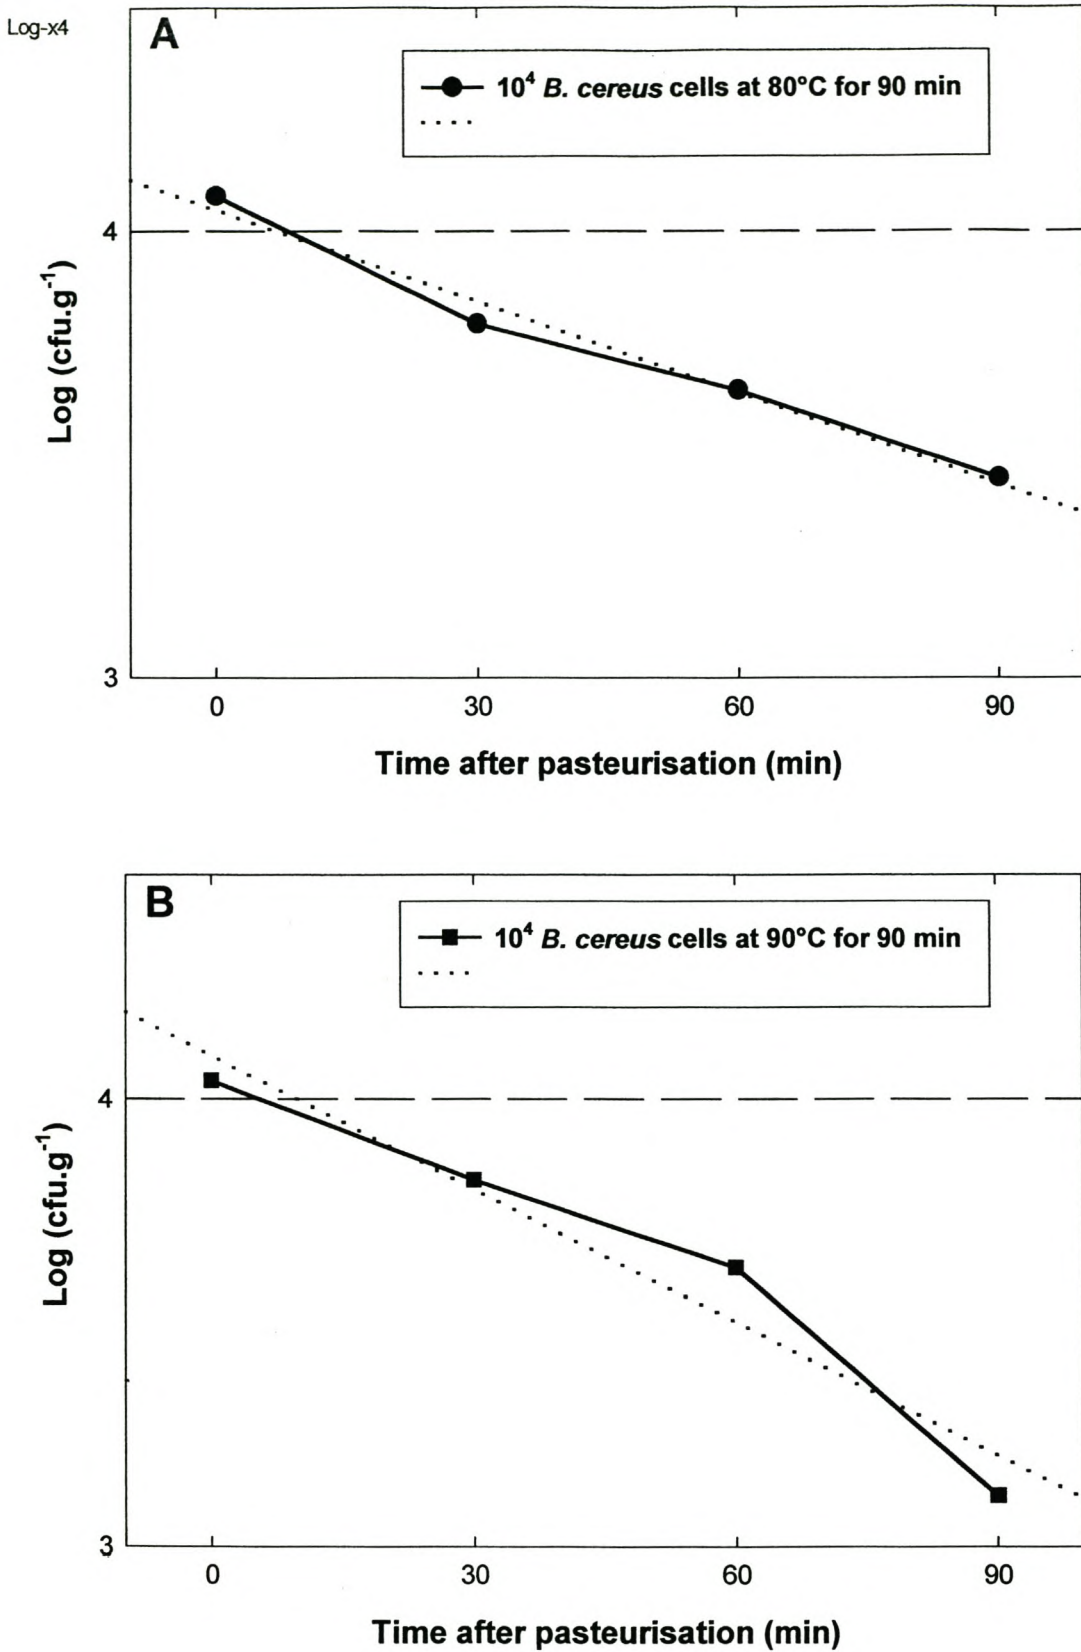 Log-x4
A
10⁴ B. cereus cells at 80°C for 90 min
4
Log (cfu.g⁻¹)
3
0 30 60 90
Time after pasteurisation (min)
B
10⁴ B. cereus cells at 90°C for 90 min
4
Log (cfu.g⁻¹)
3
0 30 60 90
Time after pasteurisation (min)